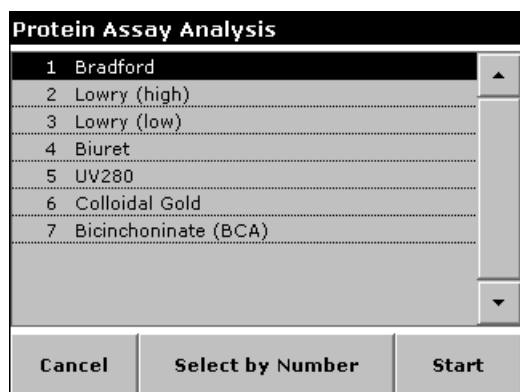 Protein Assay Analysis
1 Bradford
2 Lowry (high)
3 Lowry (low)
4 Biuret
5 UV280
6 Colloidal Gold
7 Bicinchoninate (BCA)
Cancel Select by Number Start